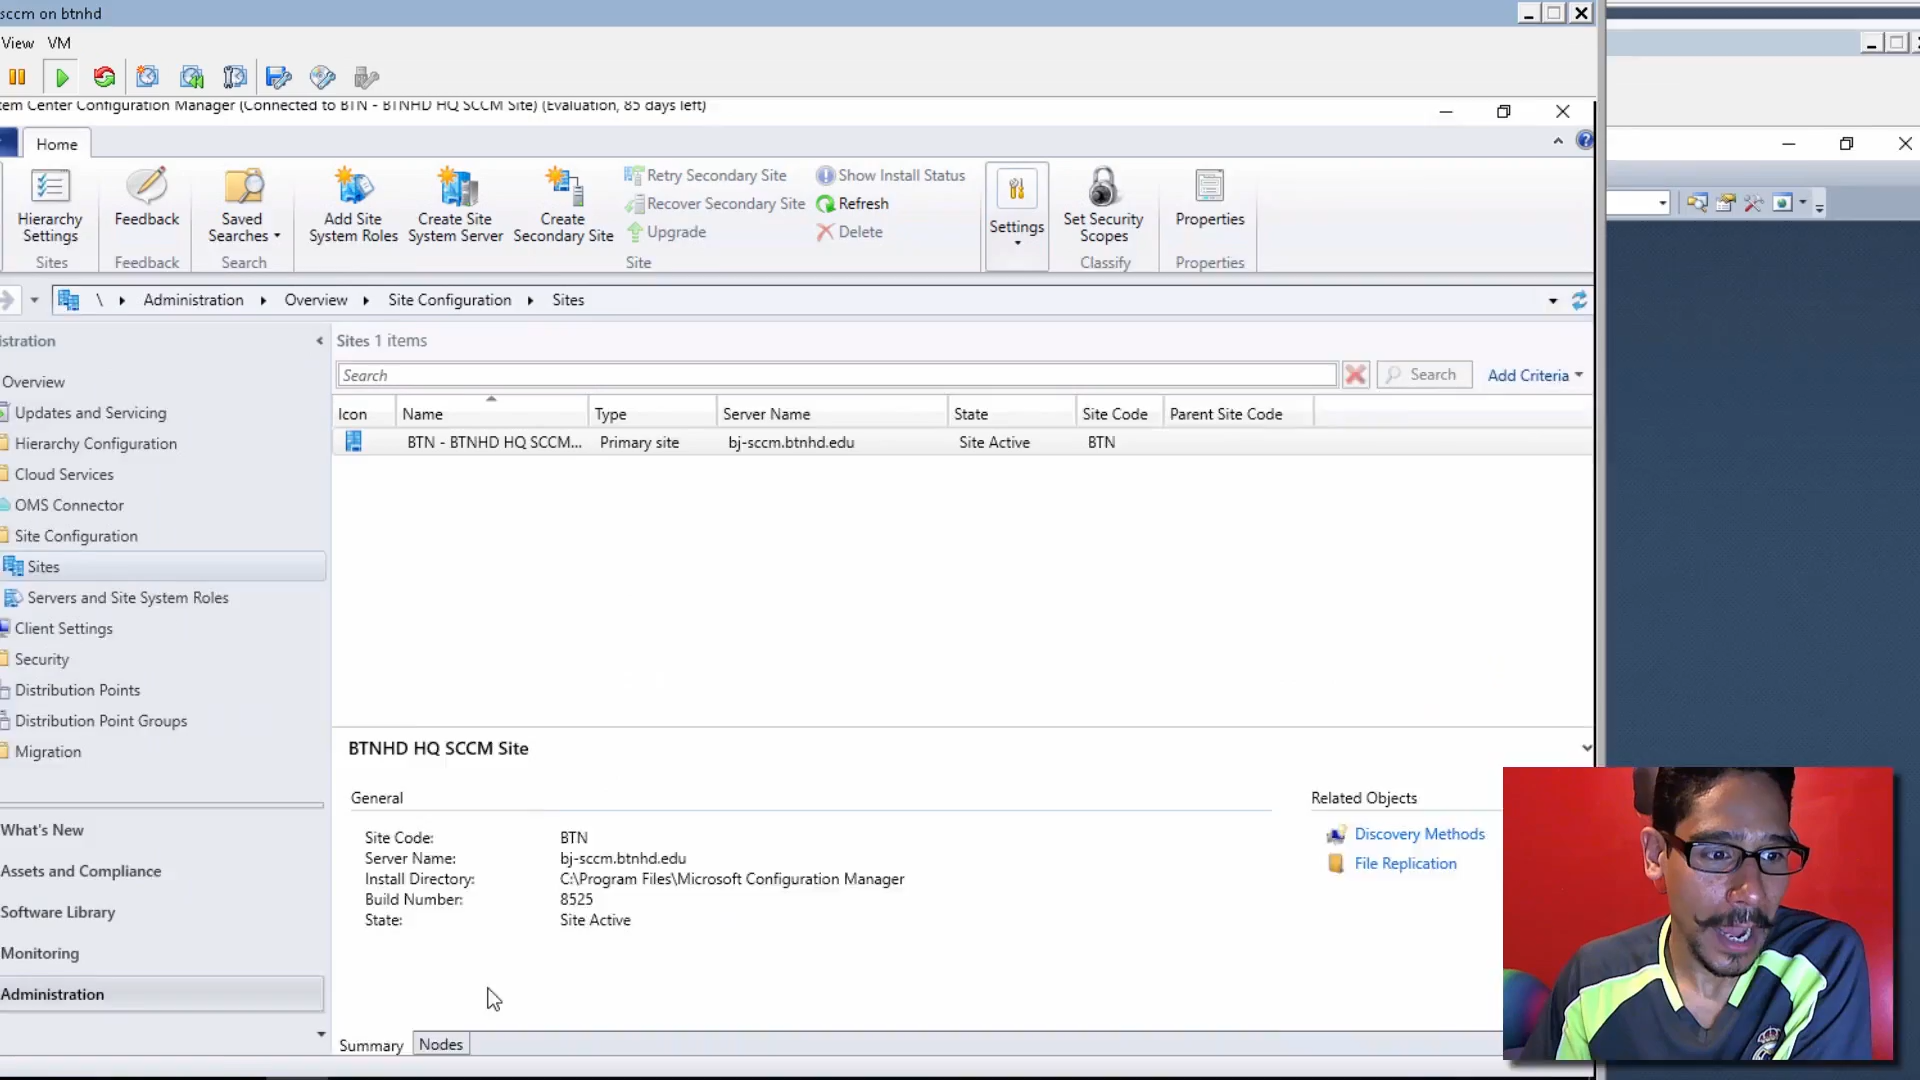 sccm on btnhd
View VM
tem Center Configuration Manager (Connected to BTN - BTNHD HQ SCCM Site) (Evaluation, 85 days left)
Home
Hierarchy Settings
Feedback
Saved Searches
Add Site System Roles
Create Site System Server
Create Secondary Site
Retry Secondary Site
Recover Secondary Site
Upgrade
Show Install Status
Refresh
Delete
Settings
Set Security Scopes
Properties
Sites
Feedback
Search
Site
Classify
Properties
\ Administration Overview Site Configuration Sites
istration
Overview
Updates and Servicing
Hierarchy Configuration
Cloud Services
OMS Connector
Site Configuration
Sites
Servers and Site System Roles
Client Settings
Security
Distribution Points
Distribution Point Groups
Migration
What's New
Assets and Compliance
Software Library
Monitoring
Administration
Sites 1 items
Search
Search
Add Criteria
Icon Name Type Server Name State Site Code Parent Site Code
BTN - BTNHD HQ SCCM... Primary site bj-sccm.btnhd.edu Site Active BTN
BTNHD HQ SCCM Site
General
Site Code: BTN
Server Name: bj-sccm.btnhd.edu
Install Directory: C:\Program Files\Microsoft Configuration Manager
Build Number: 8525
State: Site Active
Related Objects
Discovery Methods
File Replication
Summary Nodes